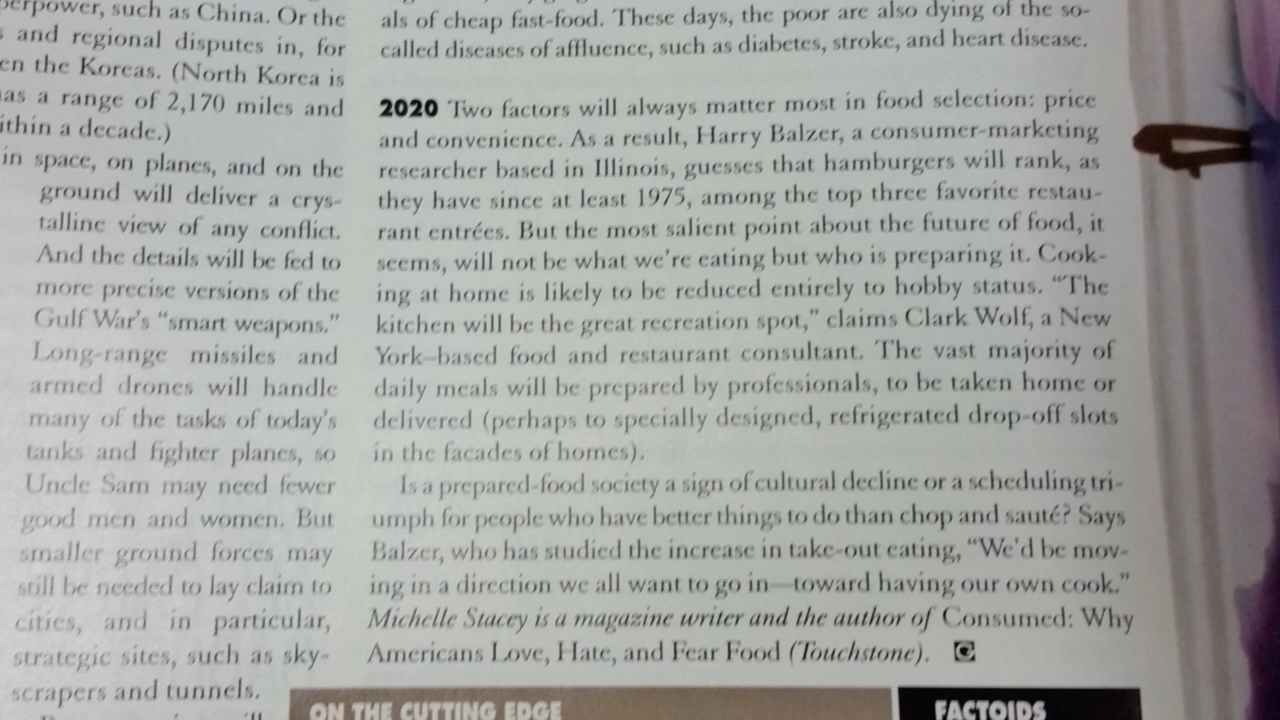 such as China. Or the
and regional disputes in, for
the Koreas. (North Korea is
a range of 2,170 miles and
a decade.)
in space, on planes, and on the
ground will deliver a crys-
talline view of any conflict.
And the details will be fed to
more precise versions of the
Gulf War's “smart weapons.”
Long-range missiles and
armed drones will handle
many of the tasks of today's
tanks and fighter planes, so
Uncle Sam may need fewer
good men and women. But
smaller ground forces may
still be needed to lay claim to
cities, and in particular,
strategic sites, such as sky-
scrapers and tunnels.
als of cheap fast-food. These days, the poor are also dying of the so-
called diseases of affluence, such as diabetes, stroke, and heart disease.
2020 Two factors will always matter most in food selection: price
and convenience. As a result, Harry Balzer, a consumer-marketing
researcher based in Illinois, guesses that hamburgers will rank, as
they have since at least 1975, among the top three favorite restau-
rant entrées. But the most salient point about the future of food, it
seems, will not be what we're eating but who is preparing it. Cook-
ing at home is likely to be reduced entirely to hobby status. “The
kitchen will be the great recreation spot,” claims Clark Wolf, a New
York–based food and restaurant consultant. The vast majority of
daily meals will be prepared by professionals, to be taken home or
delivered (perhaps to specially designed, refrigerated drop-off slots
in the facades of homes).
Is a prepared-food society a sign of cultural decline or a scheduling tri-
umph for people who have better things to do than chop and sauté? Says
Balzer, who has studied the increase in take-out eating, “We'd be mov-
ing in a direction we all want to go in—toward having our own cook.”
Michelle Stacey is a magazine writer and the author of Consumed: Why
Americans Love, Hate, and Fear Food (Touchstone).
ON THE CUTTING EDGE
FACTOIDS